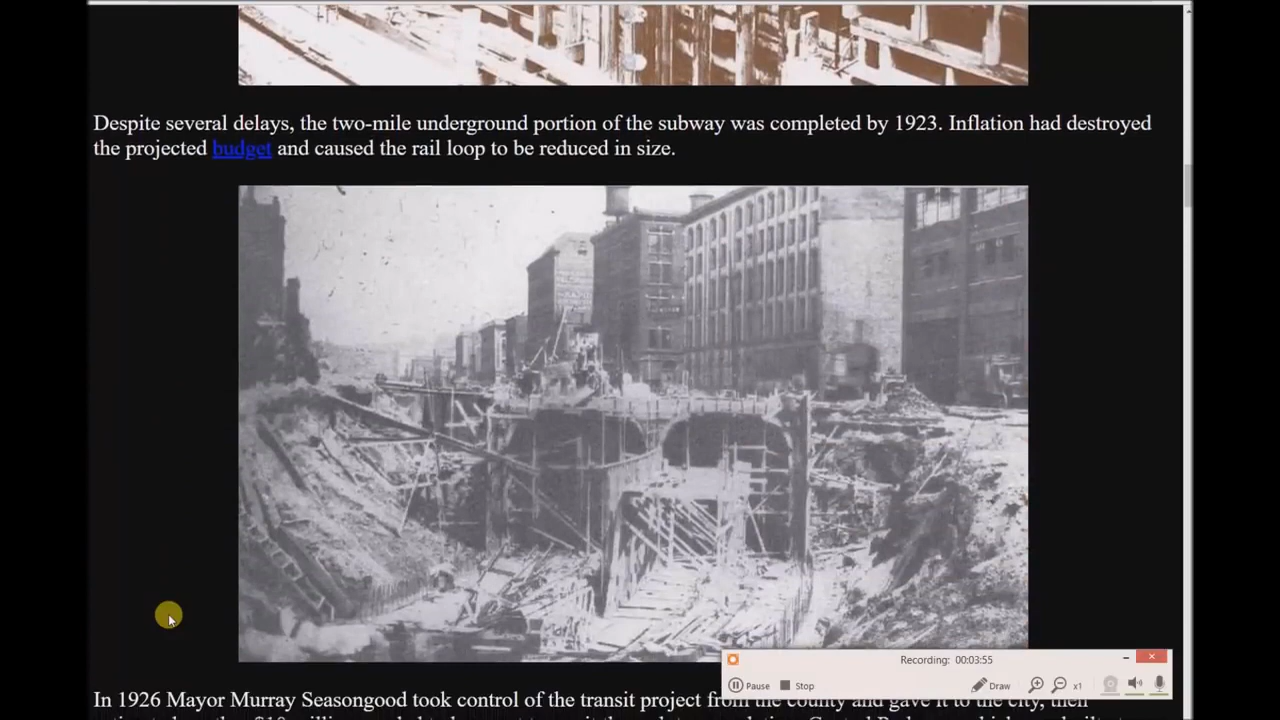 Despite several delays, the two-mile underground portion of the subway was completed by 1923. Inflation had destroyed
the projected budget and caused the rail loop to be reduced in size.
Recording: 00:03:55
Pause Stop Draw x1
In 1926 Mayor Murray Seasongood took control of the transit project from the county and gave it to the city, then